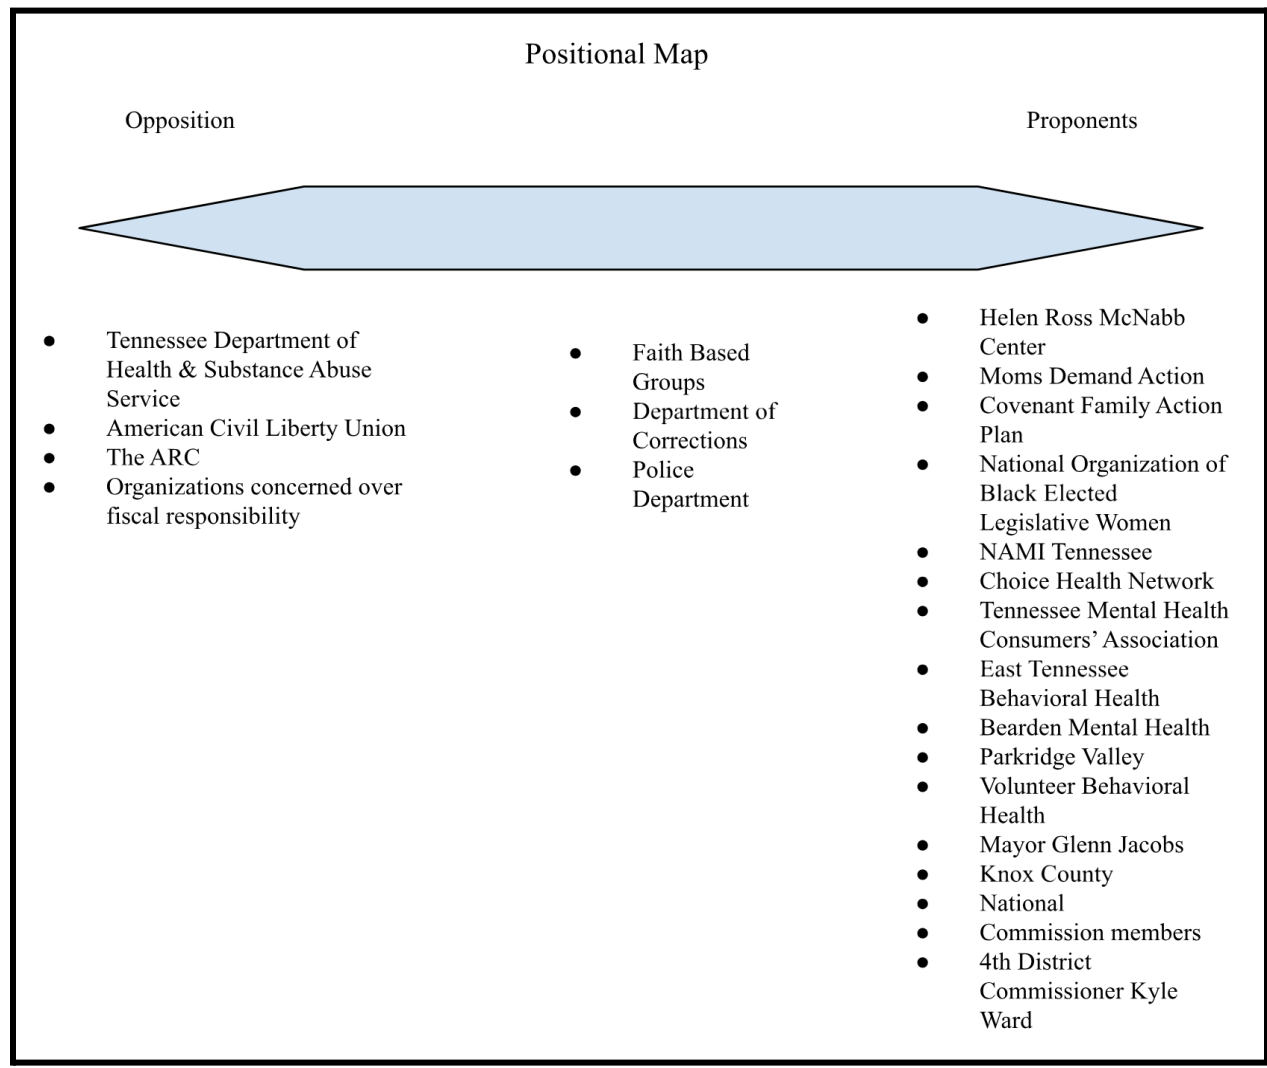 Positional Map
Opposition
Proponents
● Tennessee Department of
Health & Substance Abuse
Service
● American Civil Liberty Union
● The ARC
● Organizations concerned over
fiscal responsibility
● Faith Based
Groups
● Department of
Corrections
● Police
Department
● Helen Ross McNabb
Center
● Moms Demand Action
● Covenant Family Action
Plan
● National Organization of
Black Elected
Legislative Women
● NAMI Tennessee
● Choice Health Network
● Tennessee Mental Health
Consumers’ Association
● East Tennessee
Behavioral Health
● Bearden Mental Health
● Parkridge Valley
● Volunteer Behavioral
Health
● Mayor Glenn Jacobs
● Knox County
● National
● Commission members
● 4th District
Commissioner Kyle
Ward